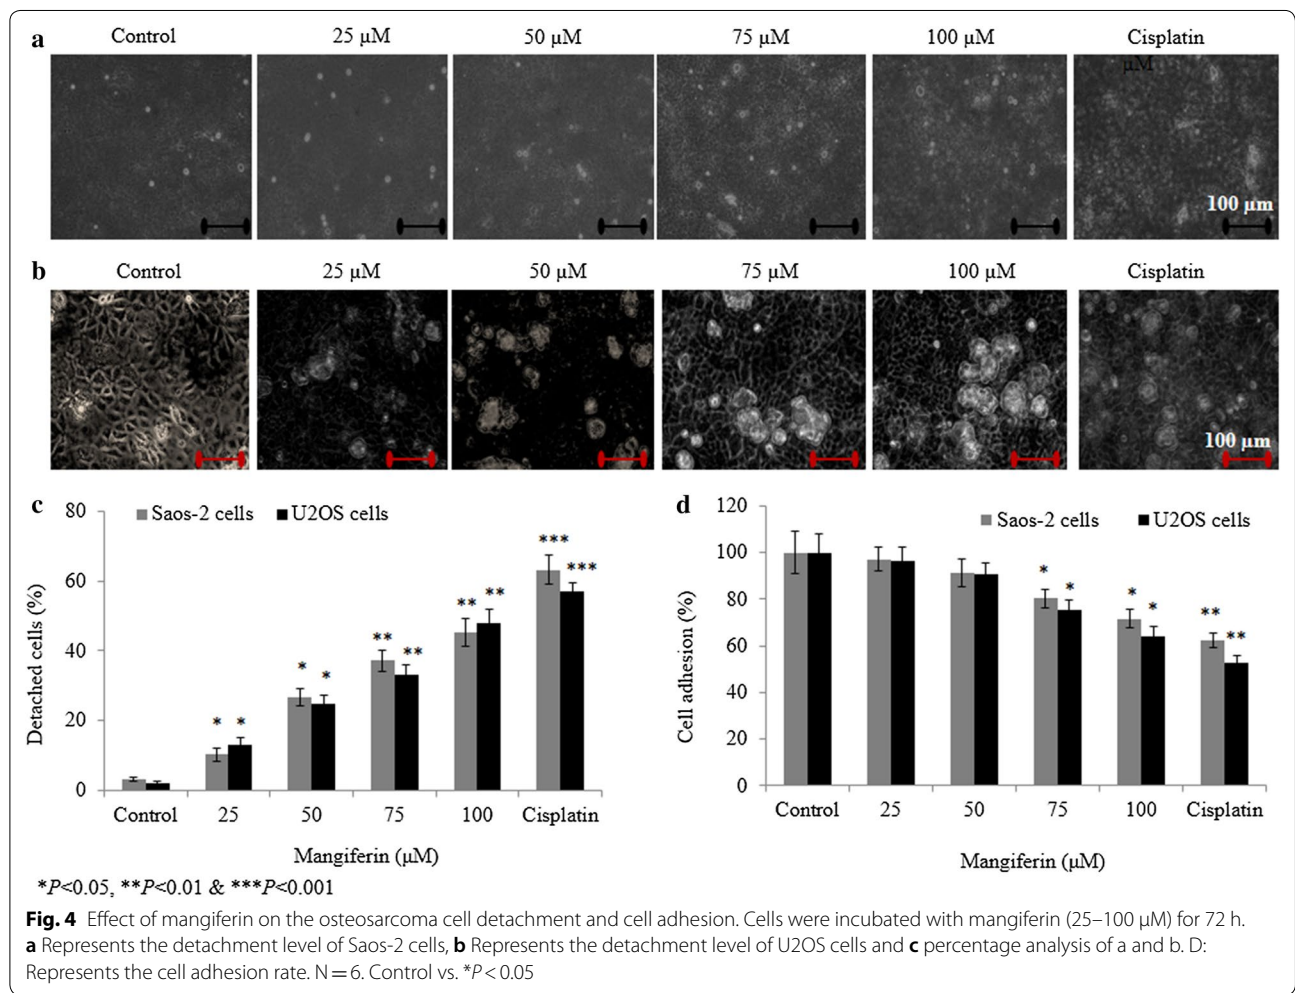 a
Control 25 μM 50 μM 75 μM 100 μM Cisplatin
μM
100 μm
b
Control 25 μM 50 μM 75 μM 100 μM Cisplatin
100 μm
c
Saos-2 cells U2OS cells
Detached cells (%)
80
60
40
20
0
* * * * ** ** ** ** *** ***
Control 25 50 75 100 Cisplatin
Mangiferin (μM)
d
Saos-2 cells U2OS cells
Cell adhesion (%)
120
100
80
60
40
20
0
* * * * ** **
Control 25 50 75 100 Cisplatin
Mangiferin (μM)
*P<0.05, **P<0.01 & ***P<0.001
Fig. 4 Effect of mangiferin on the osteosarcoma cell detachment and cell adhesion. Cells were incubated with mangiferin (25–100 μM) for 72 h.
a Represents the detachment level of Saos-2 cells, b Represents the detachment level of U2OS cells and c percentage analysis of a and b. D:
Represents the cell adhesion rate. N = 6. Control vs. *P < 0.05